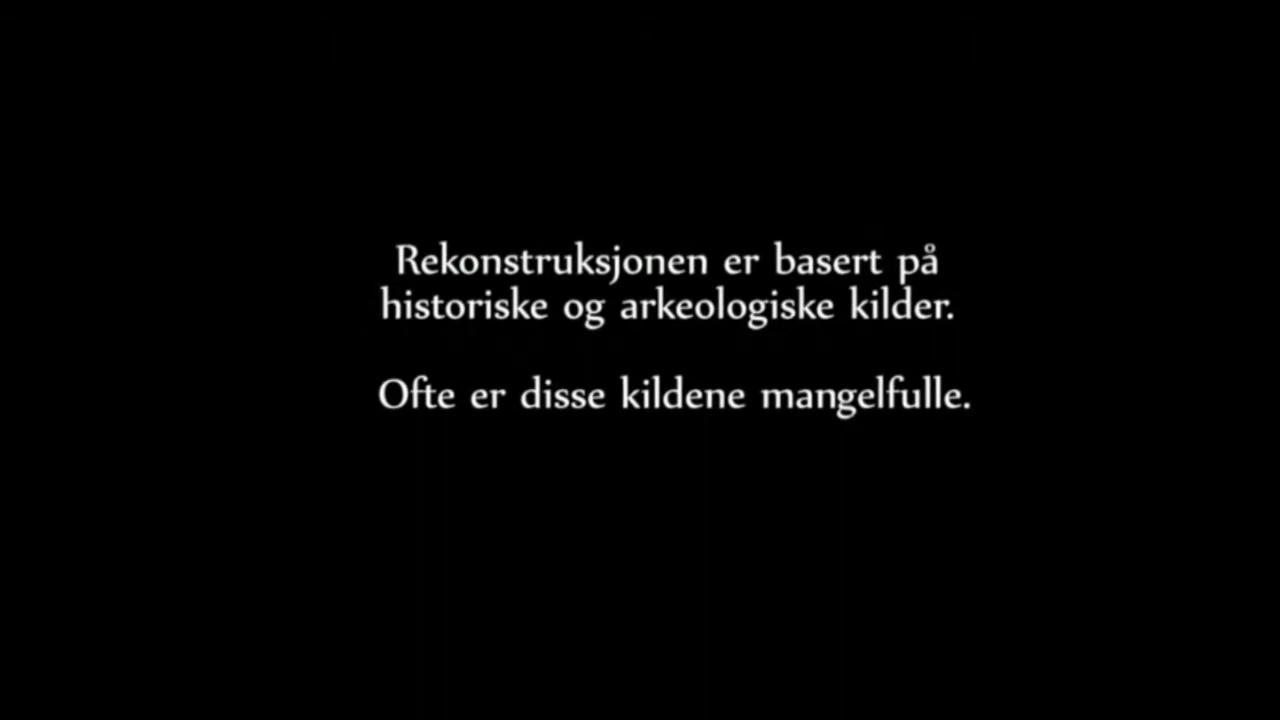 Rekonstruksjonen er basert på
historiske og arkeologiske kilder.
Ofte er disse kildene mangelfulle.